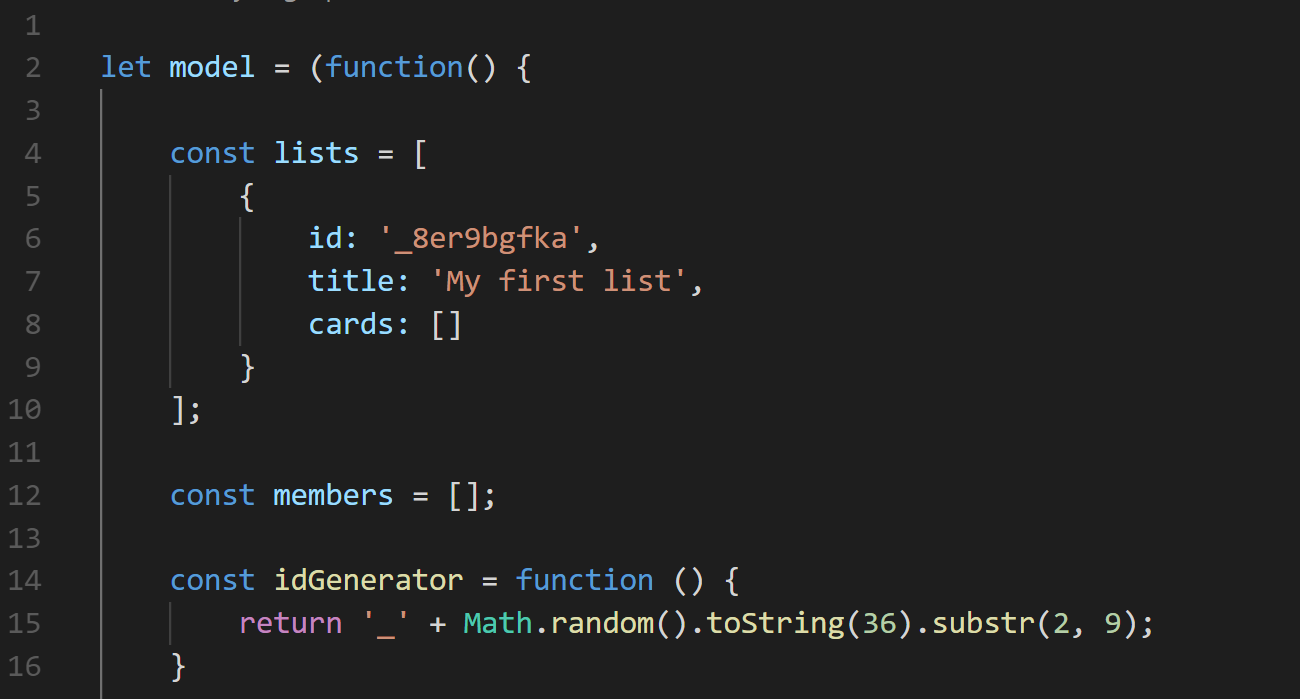 1
2 let model = (function() {
3
4 const lists = [
5 {
6 id: '_8er9bgfka',
7 title: 'My first list',
8 cards: []
9 }
10 ];
11
12 const members = [];
13
14 const idGenerator = function () {
15 return '_' + Math.random().toString(36).substr(2, 9);
16 }